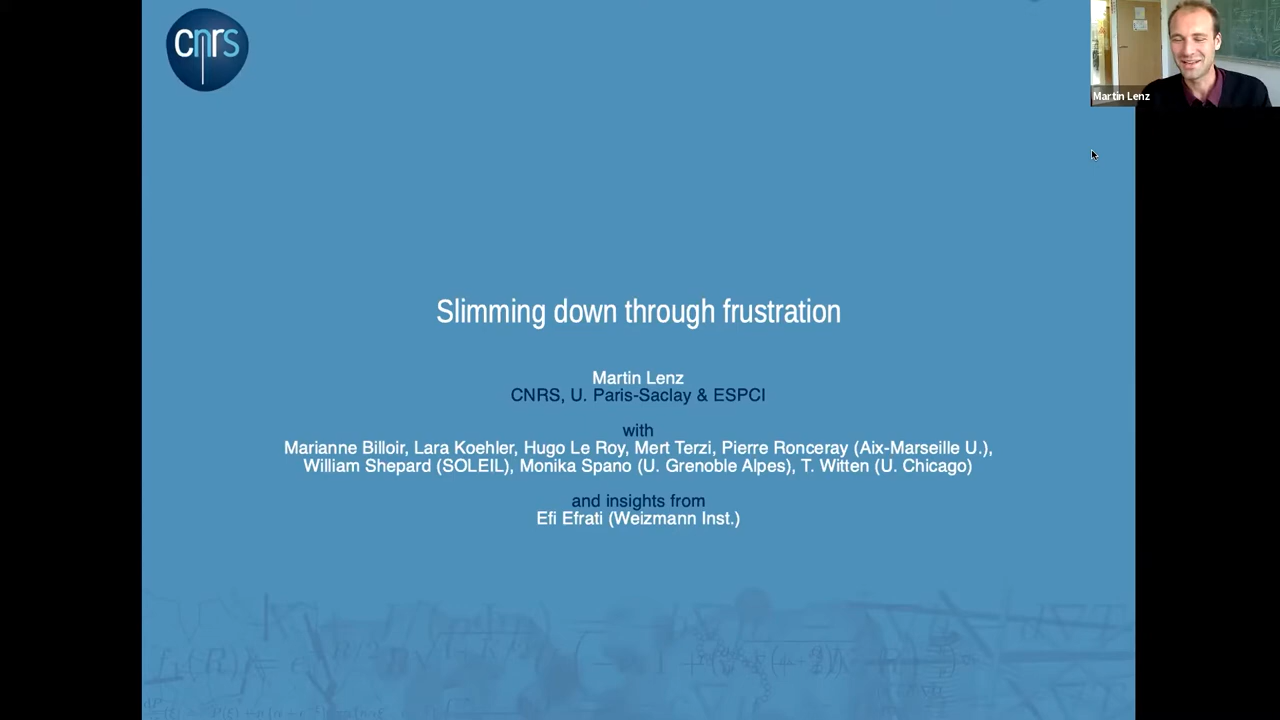 cnrs
Martin Lenz
Slimming down through frustration
Martin Lenz
CNRS, U. Paris-Saclay & ESPCI
with
Marianne Billoir, Lara Koehler, Hugo Le Roy, Mert Terzi, Pierre Ronceray (Aix-Marseille U.),
William Shepard (SOLEIL), Monika Spano (U. Grenoble Alpes), T. Witten (U. Chicago)
and insights from
Efi Efrati (Weizmann Inst.)